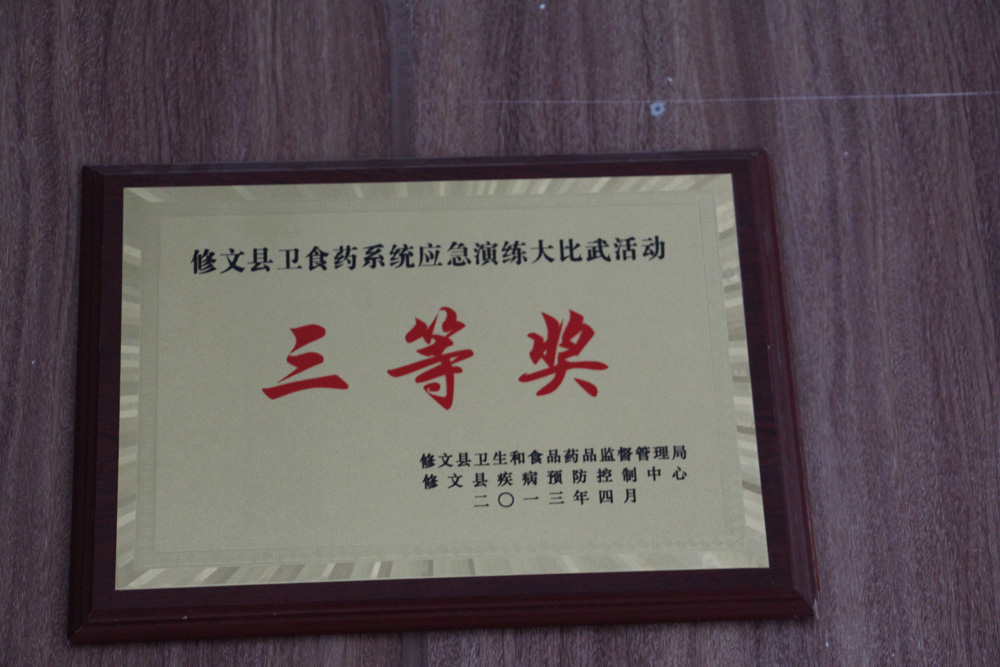 修文县卫食药系统应急演练大比武活动
三等奖
修文县卫生和食品药品监督管理局
修文县疾病预防控制中心
二〇一三年四月